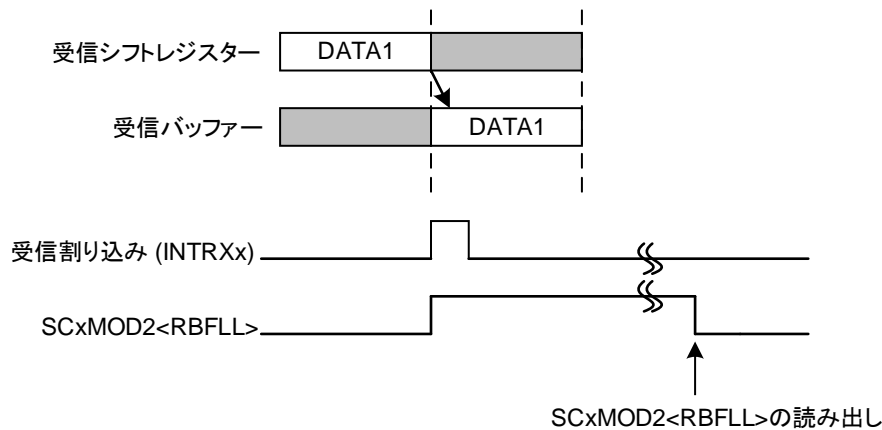 受信シフトレジスター
DATA1
受信バッファー
DATA1
受信割り込み (INTRXx)
SCxMOD2<RBFLL>
SCxMOD2<RBFLL>の読み出し